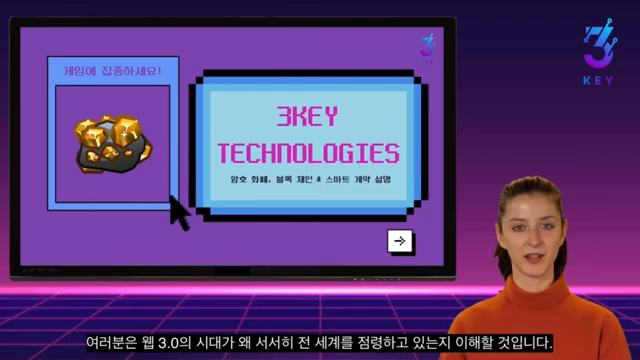 3
KEY
게임에 집중하세요!
3KEY
TECHNOLOGIES
암호 화폐, 블록 체인 & 스마트 계약 설명
3
KEY
여러분은 웹 3.0의 시대가 왜 서서히 전 세계를 점령하고 있는지 이해할 것입니다.